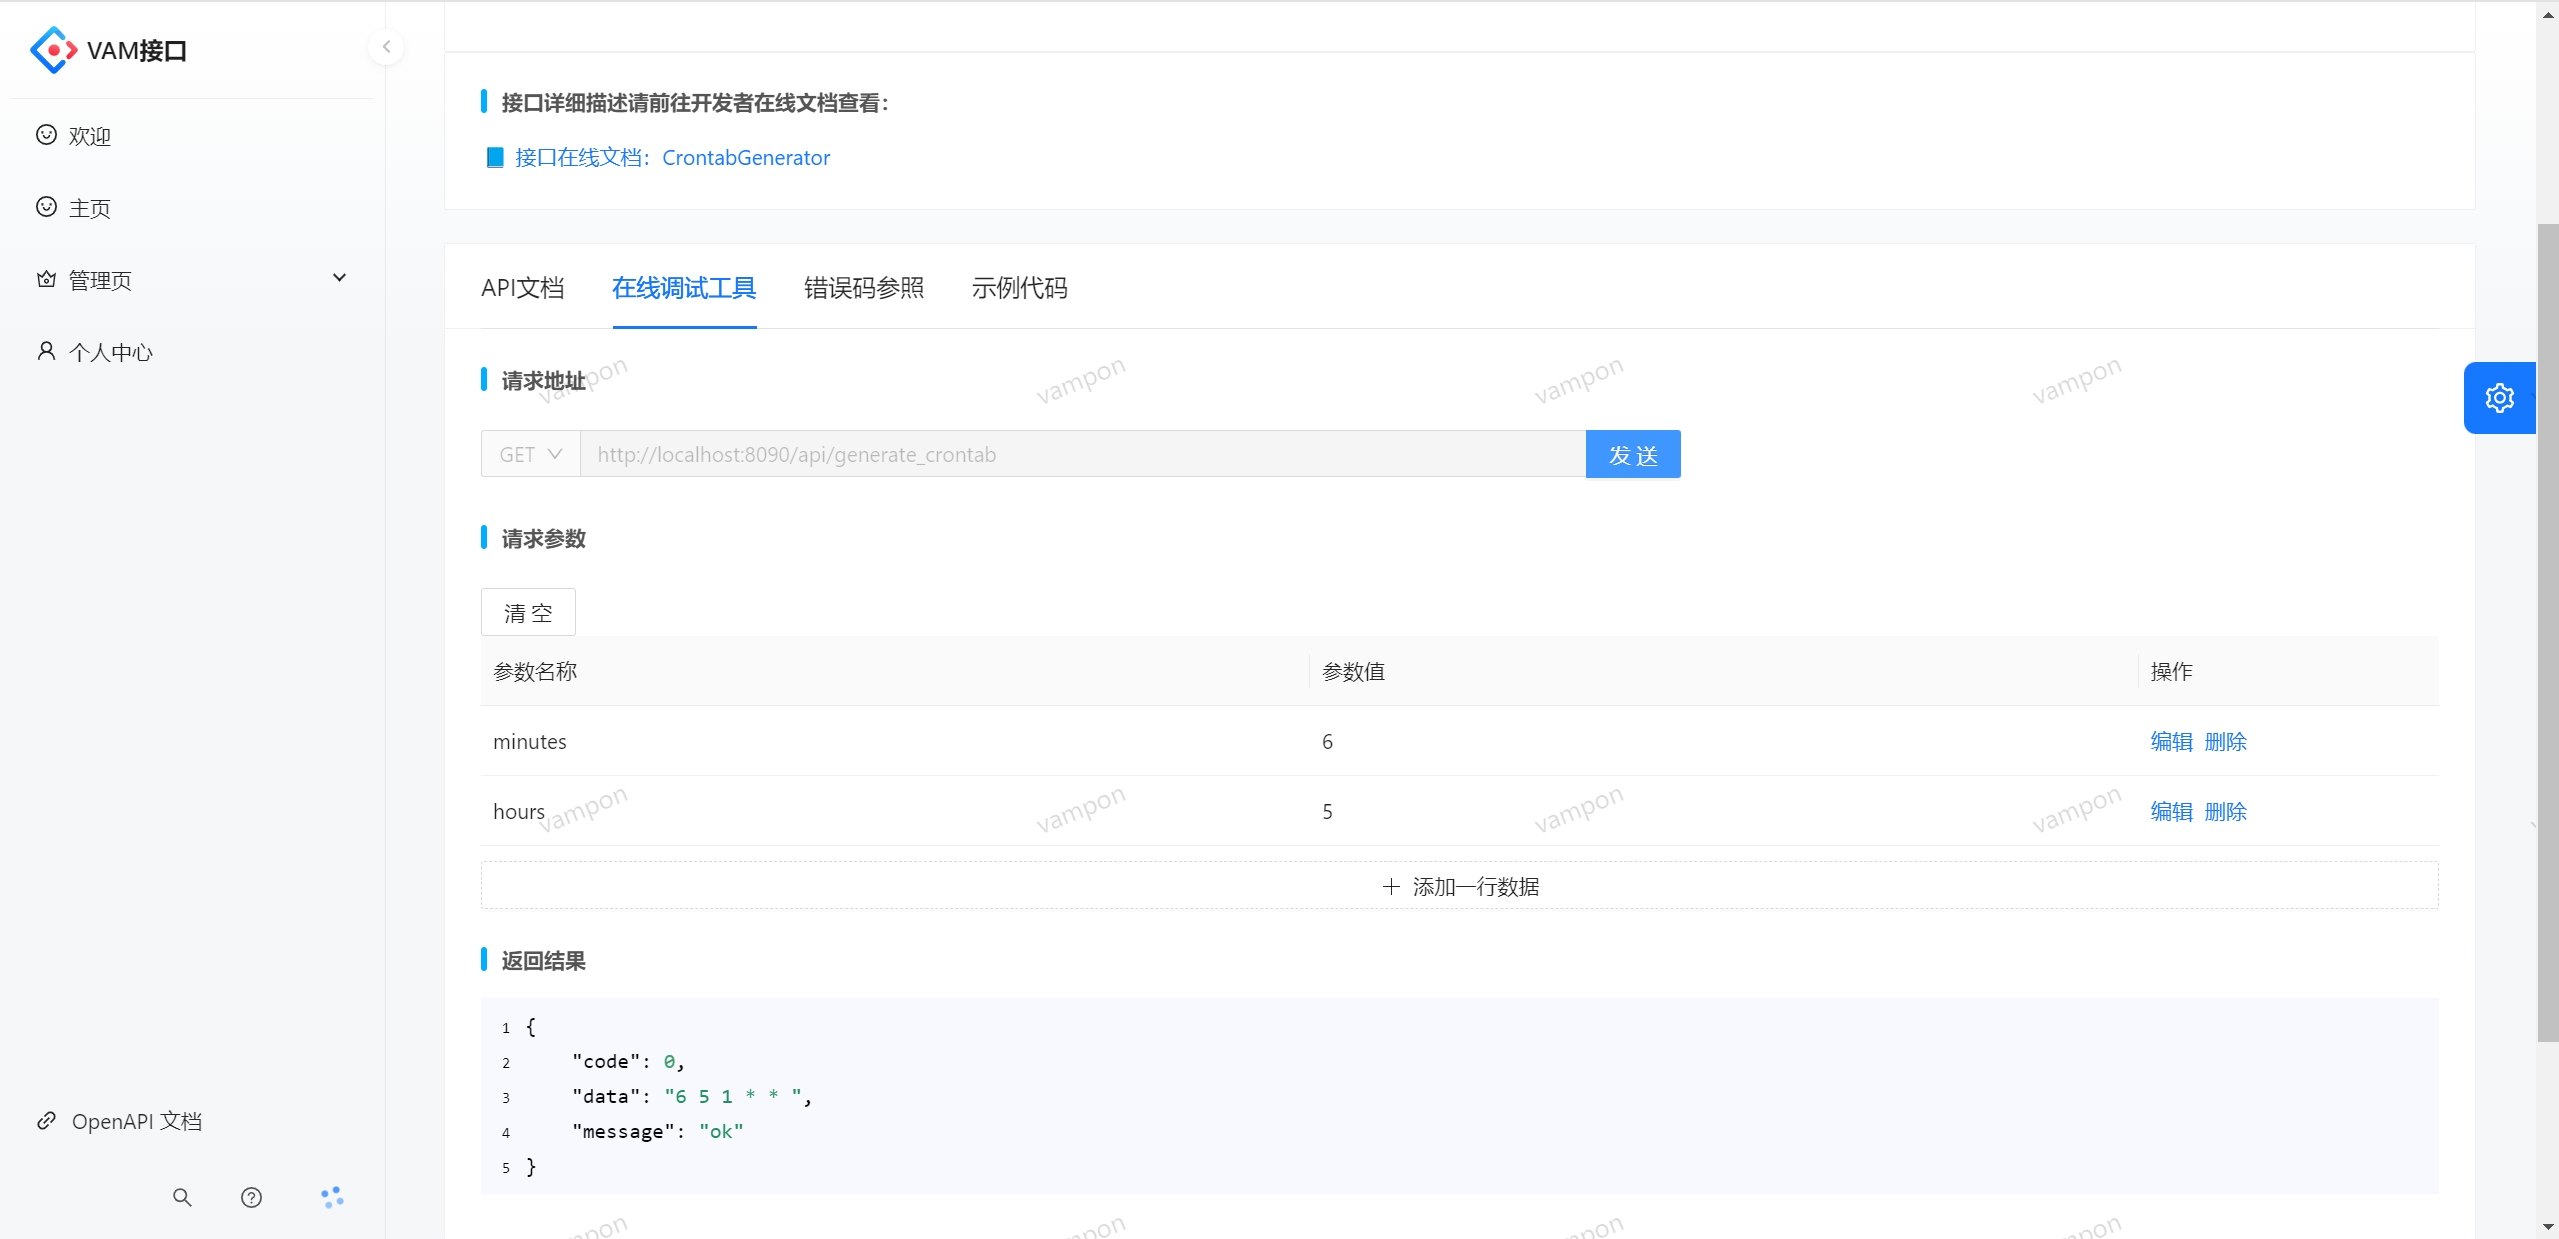 VAM接口
欢迎
主页
管理页
个人中心
OpenAPI 文档
接口详细描述请前往开发者在线文档查看：
接口在线文档：CrontabGenerator
API文档 在线调试工具 错误码参照 示例代码
请求地址
vampon vampon vampon vampon
GET http://localhost:8090/api/generate_crontab 发 送
请求参数
清 空
参数名称 参数值 操作
minutes 6 编辑 删除
hours 5 编辑 删除
vampon vampon vampon vampon
添加一行数据
返回结果
1 {
2 "code": 0,
3 "data": "6 5 1 * * ",
4 "message": "ok"
5 }